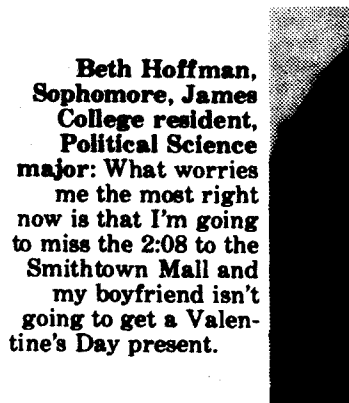 Beth Hoffman,
Sophomore, James
College resident,
Political Science
major: What worries
me the most right
now is that I'm going
to miss the 2:08 to the
Smithtown Mall and
my boyfriend isn't
going to get a Valen-
tine's Day present.